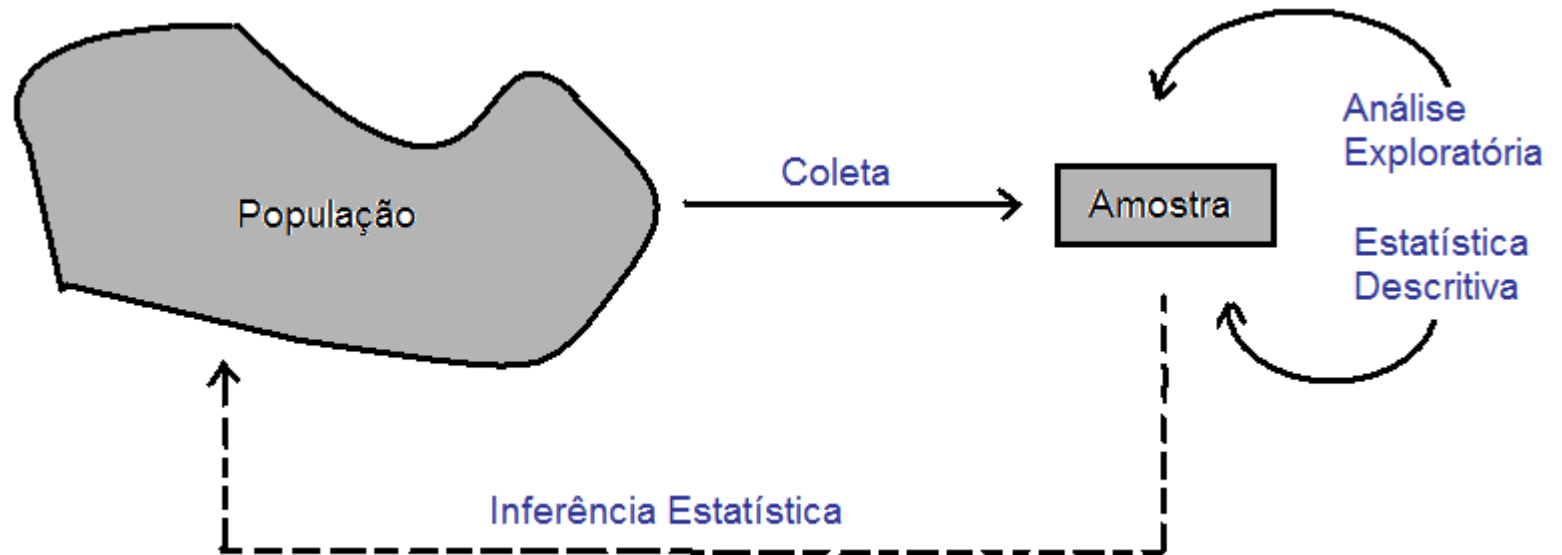 População
Coleta
Amostra
Análise
Exploratória
Estatística
Descritiva
Inferência Estatística